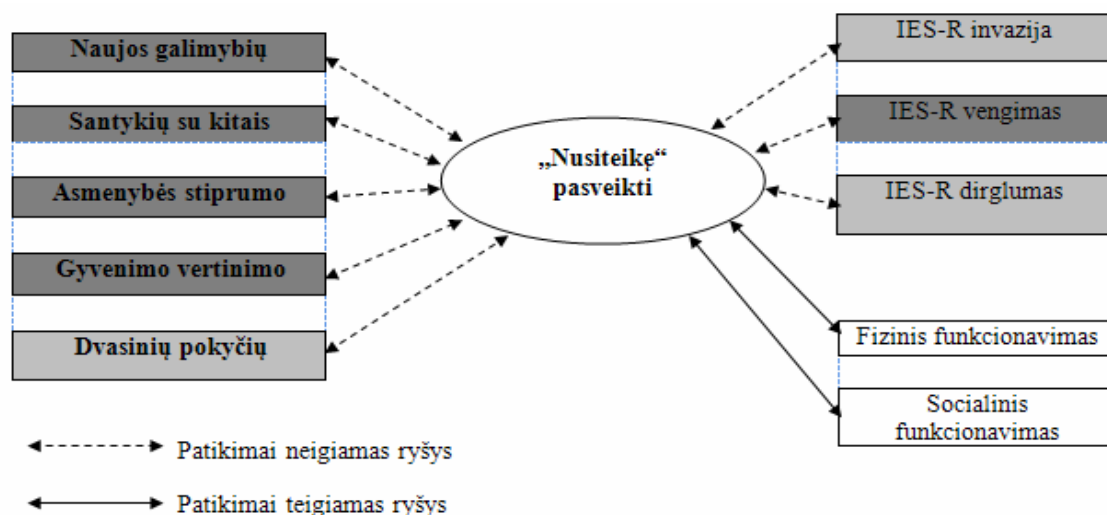 Naujos galimybių
Santykių su kitais
Asmenybės stiprumo
Gyvenimo vertinimo
Dvasinių pokyčių
„Nusiteikę“
pasveikti
IES-R invazija
IES-R vengimas
IES-R dirglumas
Fizinis funkcionavimas
Socialinis
funkcionavimas
Patikimai neigiamas ryšys
Patikimai teigiamas ryšys